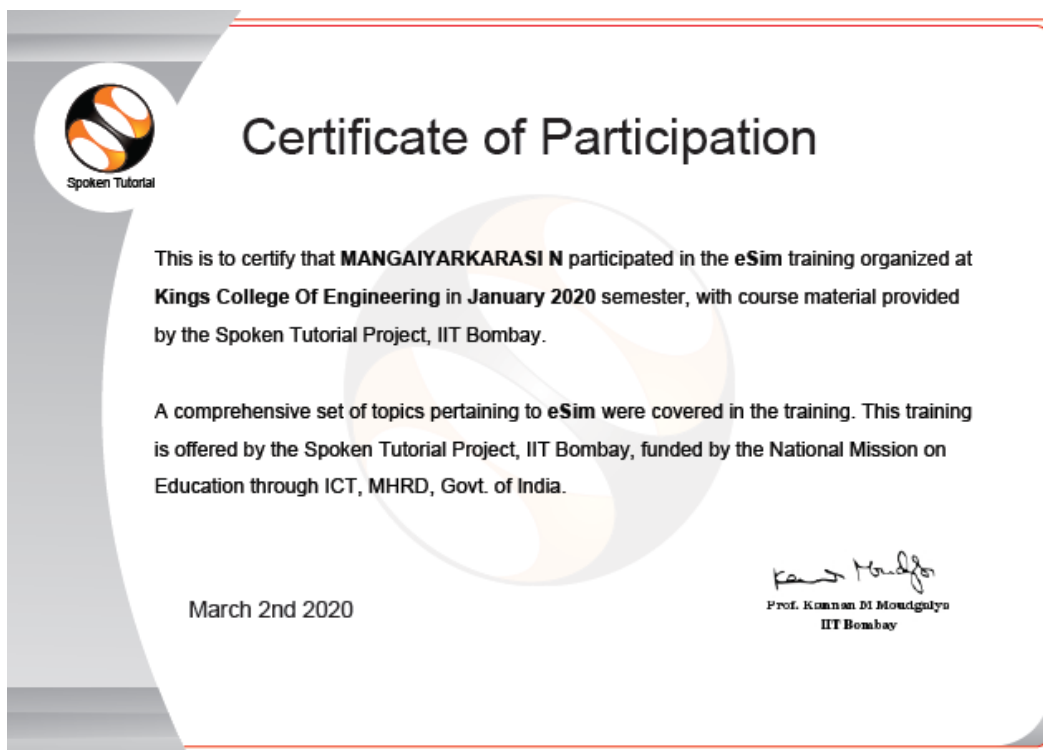 Spoken Tutorial
Certificate of Participation
This is to certify that MANGAIYARKARASI N participated in the eSim training organized at
Kings College Of Engineering in January 2020 semester, with course material provided
by the Spoken Tutorial Project, IIT Bombay.
A comprehensive set of topics pertaining to eSim were covered in the training. This training
is offered by the Spoken Tutorial Project, IIT Bombay, funded by the National Mission on
Education through ICT, MHRD, Govt. of India.
March 2nd 2020
Prof. Kannan M Moudgalya
IIT Bombay